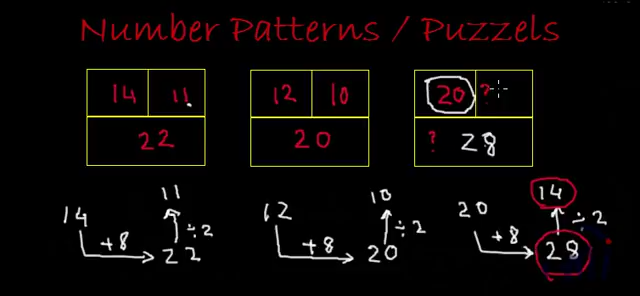 Number Patterns / Puzzels
14 11 12 10 20 ?
22 20 ? 28
11 10 14
14 ÷2 12 ÷2 20 ÷2
+8 22 +8 20 +8 28